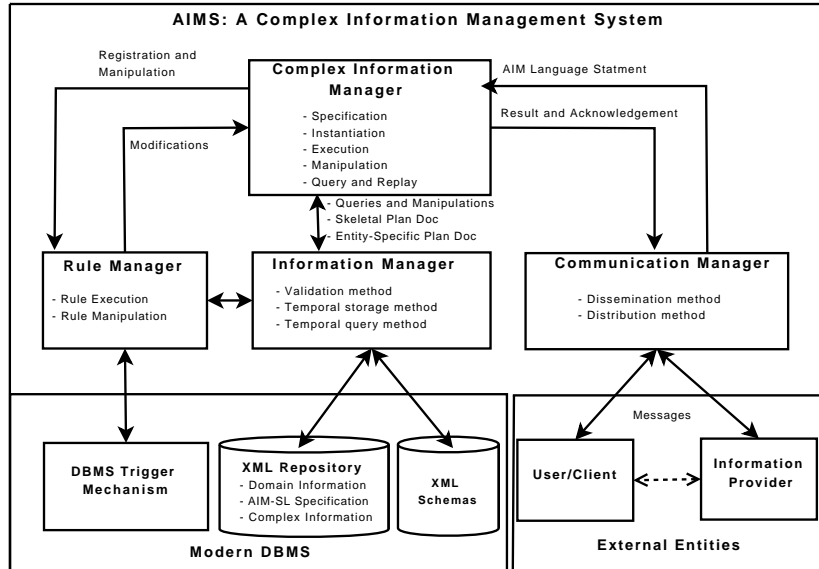 AIMS: A Complex Information Management System
Registration and
Manipulation
Complex Information
Manager
- Specification
- Instantiation
- Execution
- Manipulation
- Query and Replay
AIM Language Statment
Result and Acknowledgement
Modifications
- Queries and Manipulations
- Skeletal Plan Doc
- Entity-Specific Plan Doc
Rule Manager
- Rule Execution
- Rule Manipulation
Information Manager
- Validation method
- Temporal storage method
- Temporal query method
Communication Manager
- Dissemination method
- Distribution method
Messages
DBMS Trigger
Mechanism
XML Repository
- Domain Information
- AIM-SL Specification
- Complex Information
XML
Schemas
User/Client
Information
Provider
Modern DBMS
External Entities